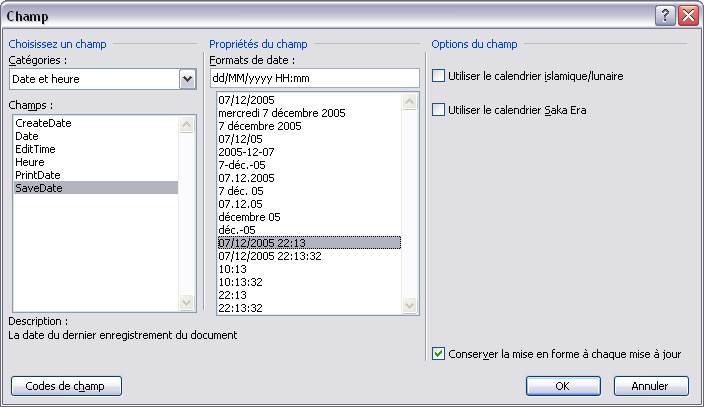 Champ
Choisissez un champ
Catégories :
Date et heure
Champs :
CreateDate
Date
EditTime
Heure
PrintDate
SaveDate
Description :
La date du dernier enregistrement du document
Propriétés du champ
Formats de date :
dd/MM/yyyy HH:mm
07/12/2005
mercredi 7 décembre 2005
7 décembre 2005
07/12/05
2005-12-07
7-déc.-05
07.12.2005
7 déc. 05
07.12.05
décembre 05
déc.-05
07/12/2005 22:13
07/12/2005 22:13:32
10:13
10:13:32
22:13
22:13:32
Options du champ
Utiliser le calendrier islamique/lunaire
Utiliser le calendrier Saka Era
Conserver la mise en forme à chaque mise à jour
Codes de champ
OK
Annuler